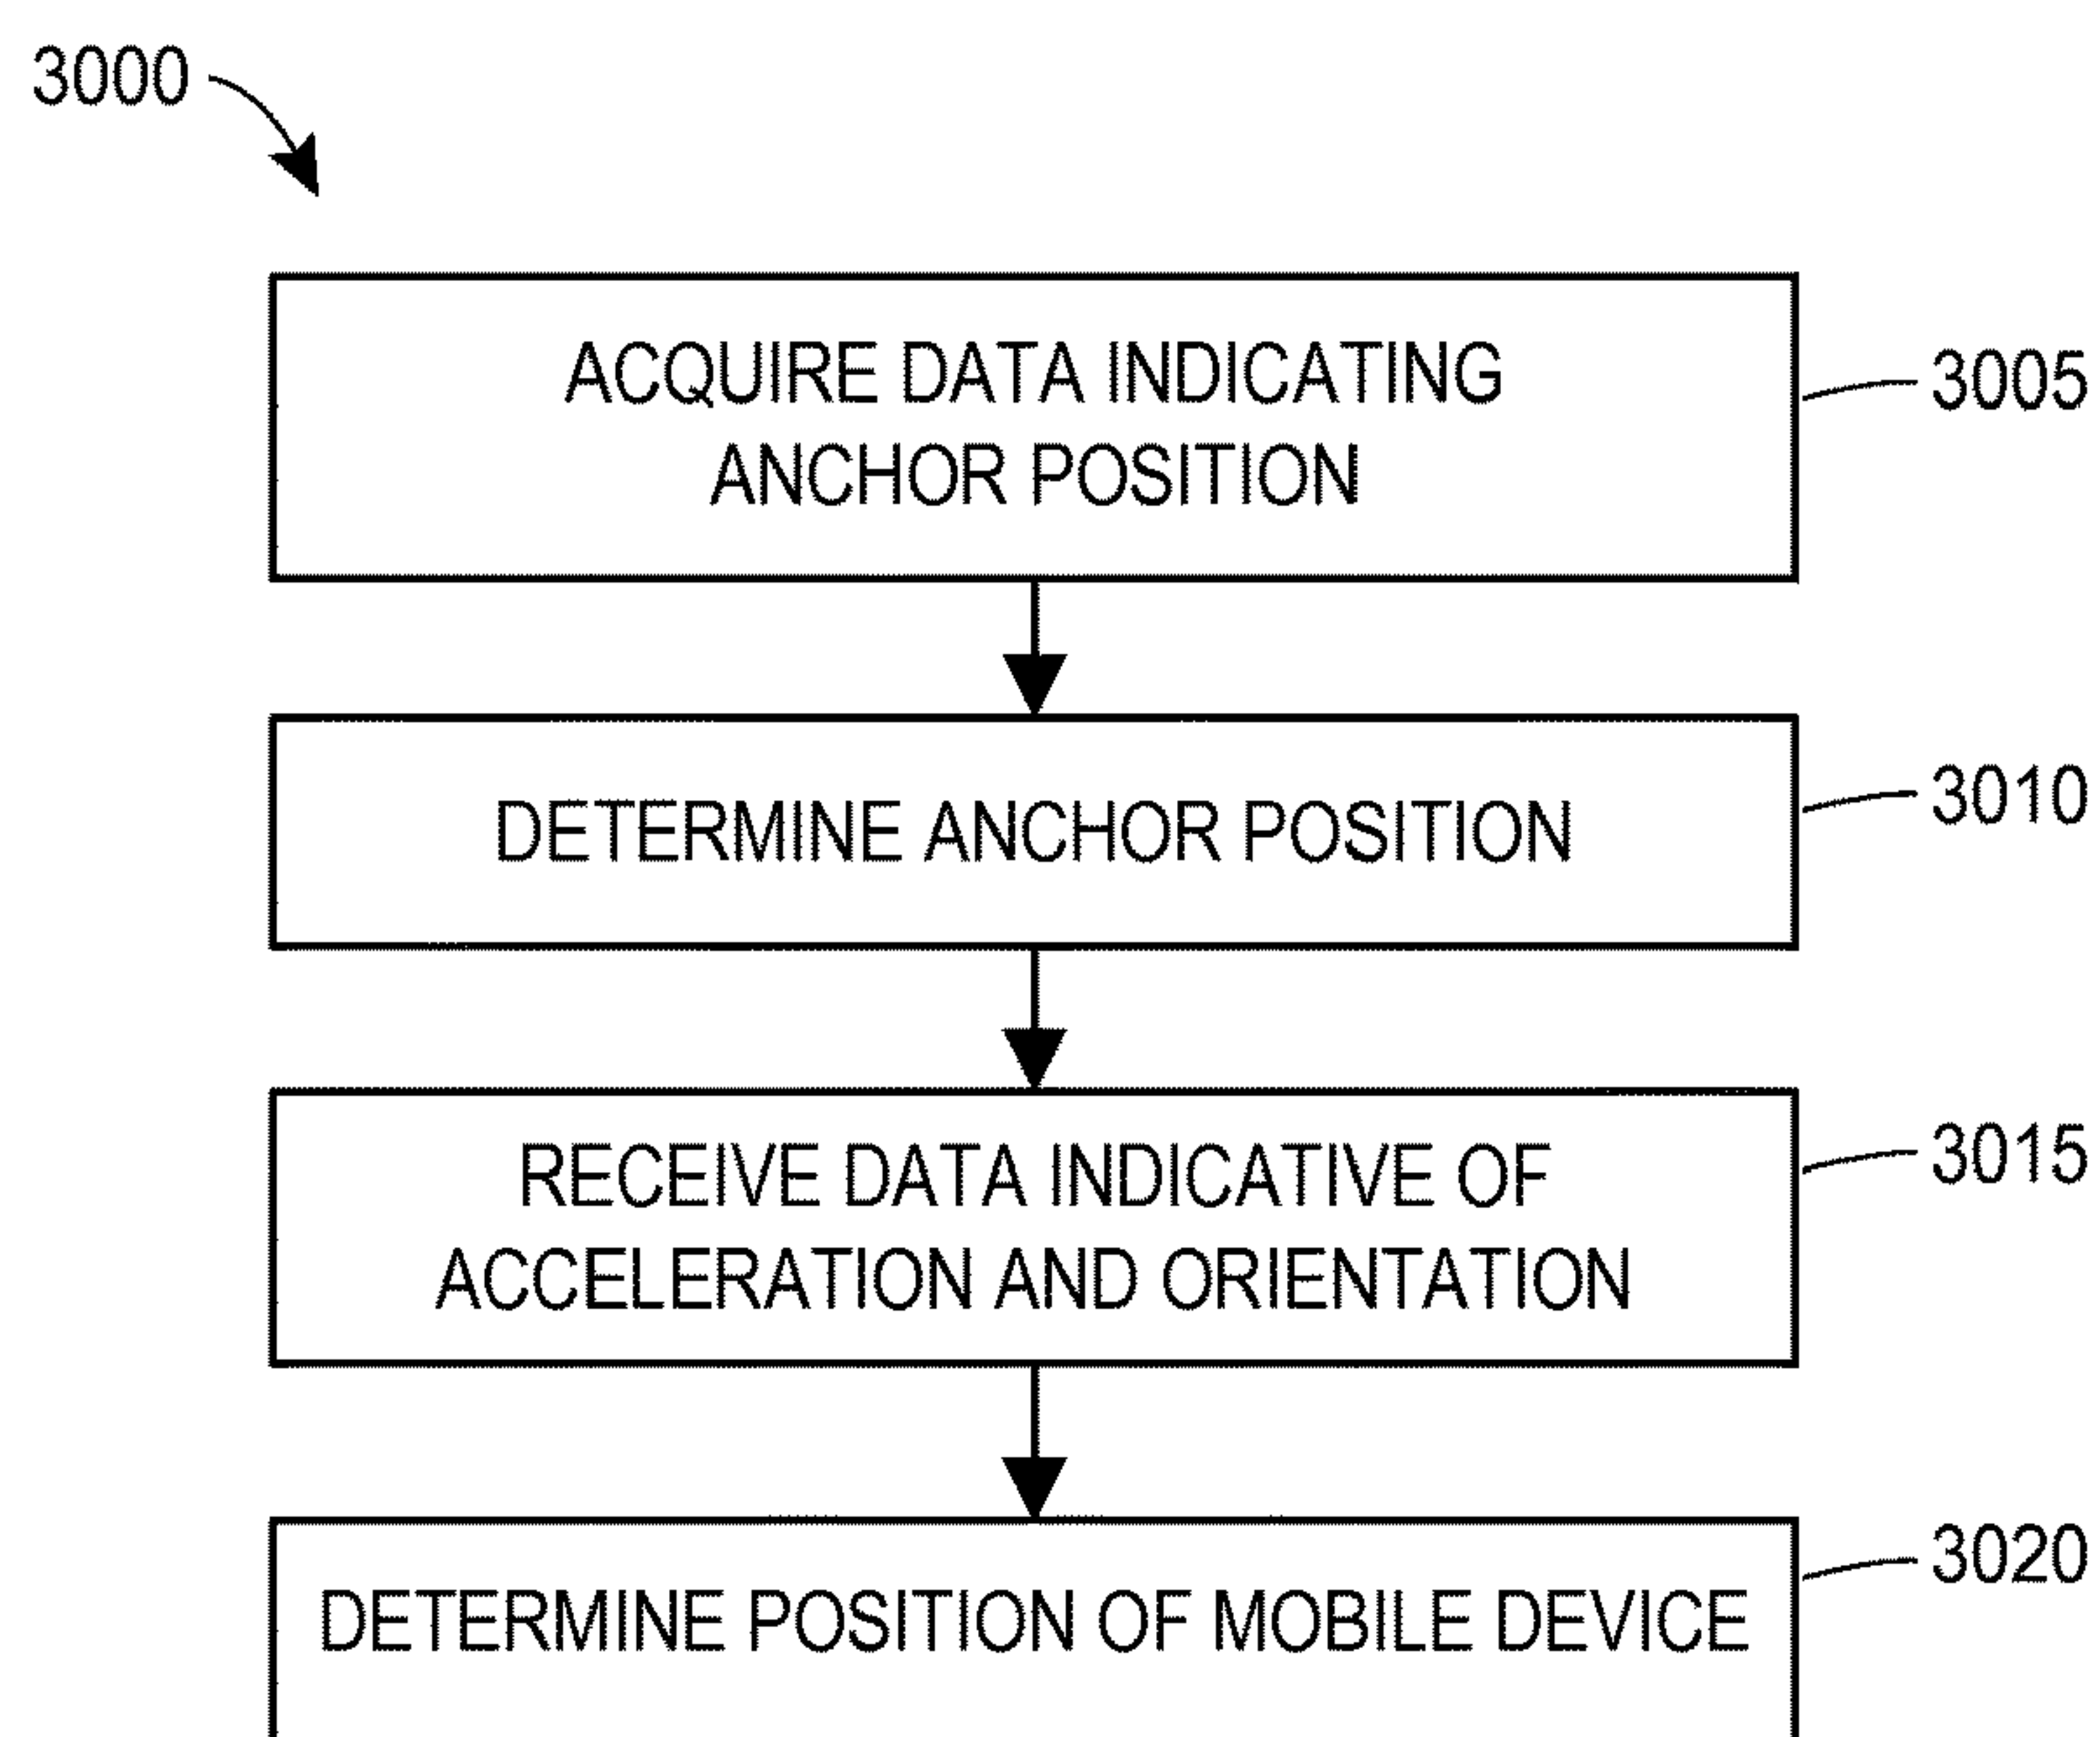 3000
ACQUIRE DATA INDICATING
ANCHOR POSITION
3005
DETERMINE ANCHOR POSITION
3010
RECEIVE DATA INDICATIVE OF
ACCELERATION AND ORIENTATION
3015
DETERMINE POSITION OF MOBILE DEVICE
3020